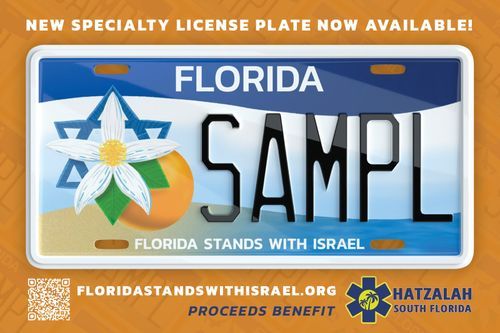 NEW SPECIALTY LICENSE PLATE NOW AVAILABLE!
FLORIDA
SAMPL
FLORIDA STANDS WITH ISRAEL
FLORIDASTANDSWITHISRAEL.ORG
PROCEEDS BENEFIT
HATZALAH
SOUTH FLORIDA